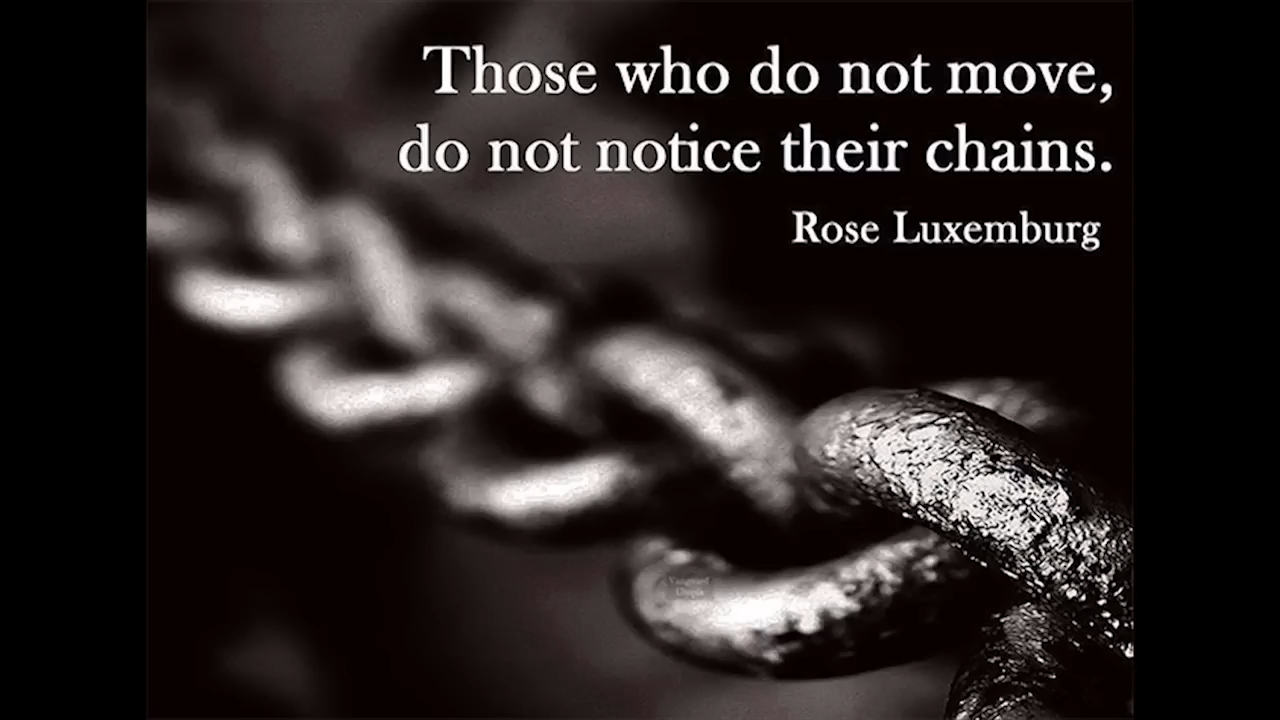 Those who do not move,
do not notice their chains.
Rose Luxemburg